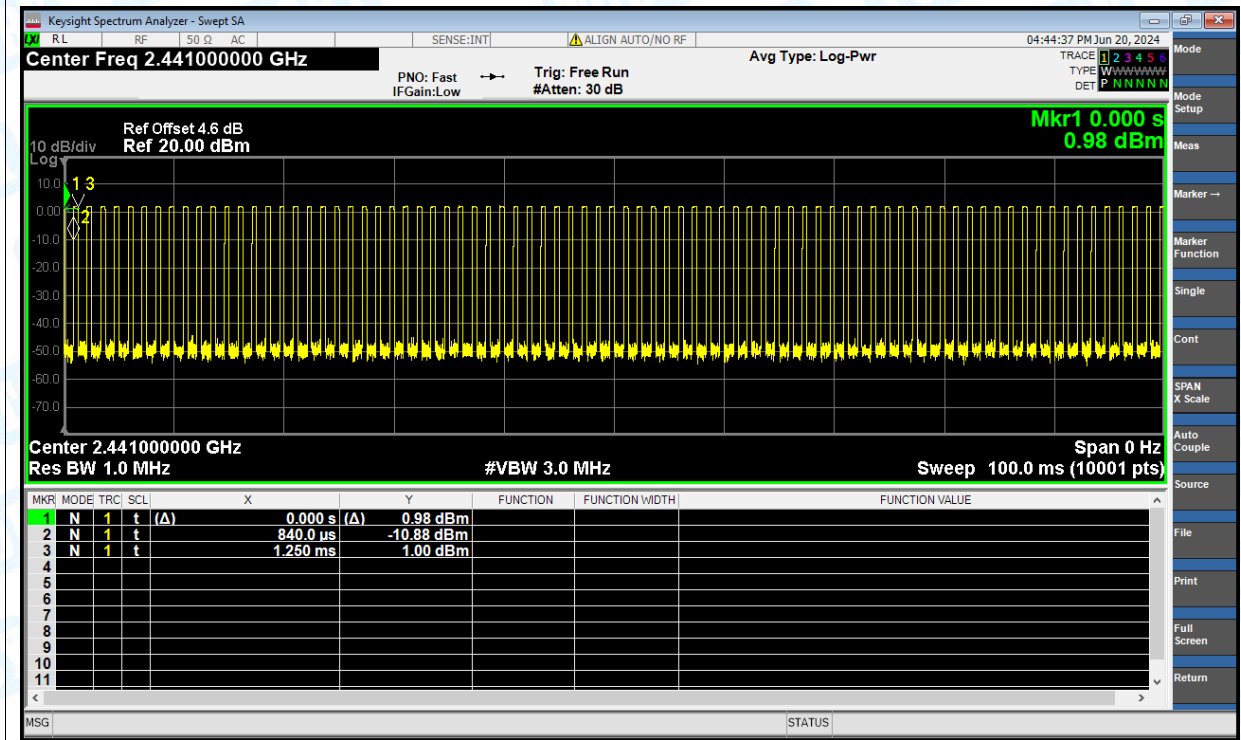 Keysight Spectrum Analyzer - Swept SA
LXI RL RF 50 Ω AC SENSE:INT ALIGN AUTO/NO RF 04:44:37 PM Jun 20, 2024
Center Freq 2.441000000 GHz
Avg Type: Log-Pwr
TRACE 1 2 3 4 5 6
PNO: Fast Trig: Free Run
TYPE WWWWWW
IFGain:Low #Atten: 30 dB
DET P N N N N N
Mkr1 0.000 s
0.98 dBm
Ref Offset 4.6 dB
10 dB/div Ref 20.00 dBm
Log
10.0
0.00
-10.0
-20.0
-30.0
-40.0
-50.0
-60.0
-70.0
1 3
2
Center 2.441000000 GHz Span 0 Hz
Res BW 1.0 MHz #VBW 3.0 MHz Sweep 100.0 ms (10001 pts)
MKR MODE TRC SCL X Y FUNCTION FUNCTION WIDTH FUNCTION VALUE
1 N 1 t (Δ) 0.000 s (Δ) 0.98 dBm
2 N 1 t 840.0 µs -10.88 dBm
3 N 1 t 1.250 ms 1.00 dBm
4
5
6
7
8
9
10
11
MSG STATUS
Mode
Mode
Setup
Meas
Marker →
Marker
Function
Single
Cont
SPAN
X Scale
Auto
Couple
Source
File
Print
Full
Screen
Return